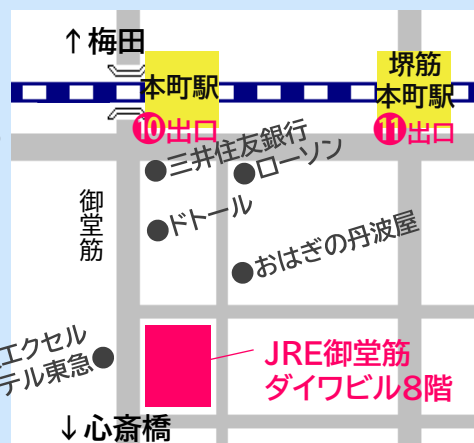 ↑梅田
本町駅
堺筋
本町駅
⑩出口
⑪出口
三井住友銀行
ローソン
御堂筋
ドトール
おはぎの丹波屋
エクセル
テル東急
JRE御堂筋
ダイワビル8階
↓心斎橋